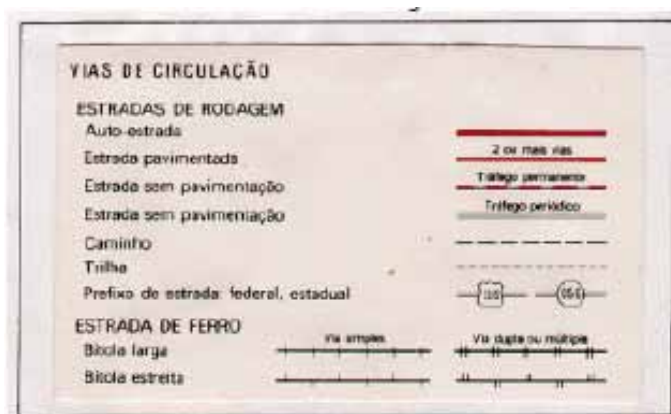 VIAS DE CIRCULAÇÃO
ESTRADAS DE RODAGEM
Auto-estrada
Estrada pavimentada 2 ou mais vias
Estrada sem pavimentação Tráfego permanente
Estrada sem pavimentação Tráfego periódico
Caminho
Trilha
Prefixo de estrada: federal, estadual
ESTRADA DE FERRO
Bitola larga Via simples Via dupla ou múltipla
Bitola estreita